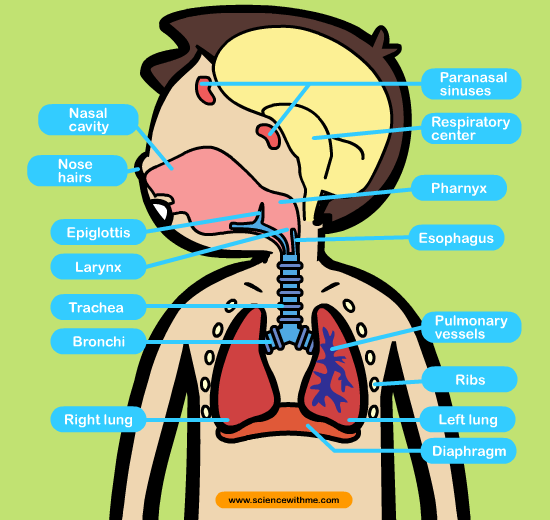 Paranasal
sinuses
Nasal
cavity
Respiratory
center
Nose
hairs
Pharnyx
Epiglottis
Esophagus
Larynx
Trachea
Pulmonary
vessels
Bronchi
Ribs
Right lung
Left lung
Diaphragm
www.sciencewithme.com